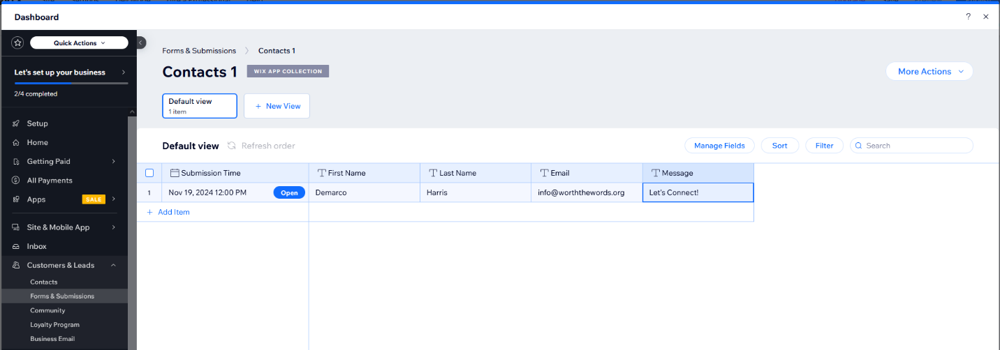 Dashboard
?
Quick Actions
Let's set up your business
2/4 completed
Setup
Home
Getting Paid
All Payments
Apps SALE
Site & Mobile App
Inbox
Customers & Leads
Contacts
Forms & Submissions
Community
Loyalty Program
Business Email
Forms & Submissions Contacts 1
Contacts 1 WIX APP COLLECTION
More Actions
Default view
1 item
+ New View
Default view Refresh order
Manage Fields Sort Filter Search
Submission Time First Name Last Name Email Message
1 Nov 19, 2024 12:00 PM Open Demarco Harris info@worththewords.org Let's Connect!
+ Add Item